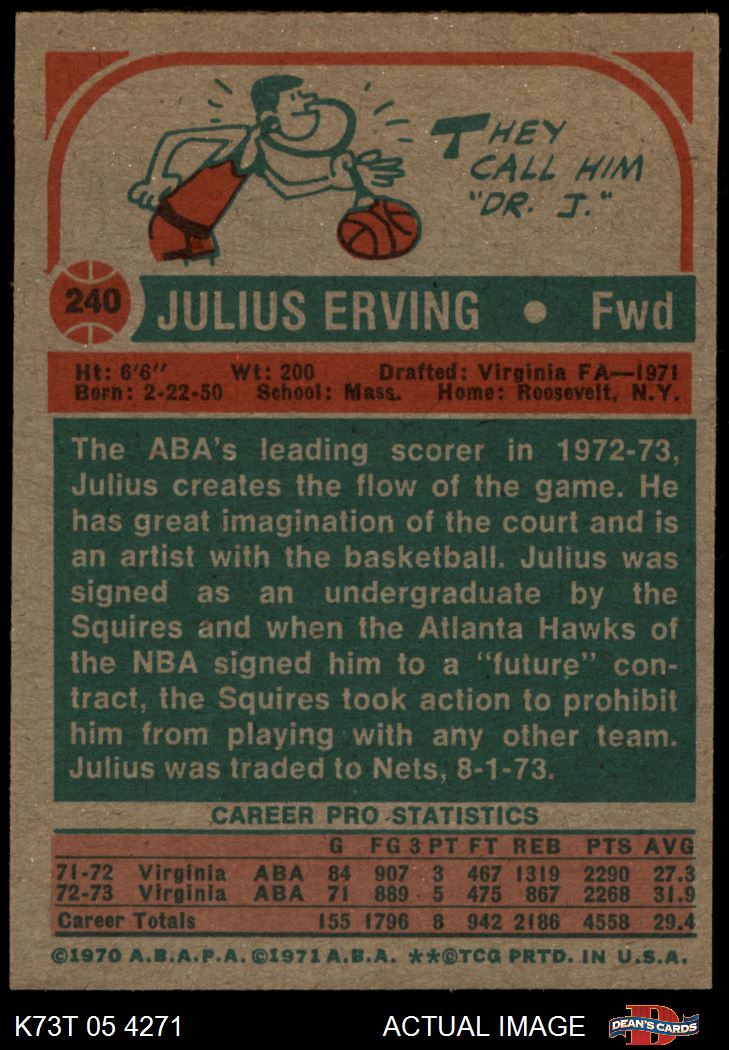 THEY
CALL HIM
"DR. J."
240 JULIUS ERVING • Fwd
Ht: 6'6" Wt: 200 Drafted: Virginia FA—1971
Born: 2-22-50 School: Mass. Home: Roosevelt, N.Y.
The ABA's leading scorer in 1972-73,
Julius creates the flow of the game. He
has great imagination of the court and is
an artist with the basketball. Julius was
signed as an undergraduate by the
Squires and when the Atlanta Hawks of
the NBA signed him to a "future" con-
tract, the Squires took action to prohibit
him from playing with any other team.
Julius was traded to Nets, 8-1-73.
CAREER PRO STATISTICS
G FG 3 PT FT REB PTS AVG
71-72 Virginia ABA 84 907 3 467 1319 2290 27.3
72-73 Virginia ABA 71 889 5 475 867 2268 31.9
Career Totals 155 1796 8 942 2186 4558 29.4
©1970 A.B.A.P.A. ©1971 A.B.A. **©TCG PRTD. IN U.S.A.
K73T 05 4271 ACTUAL IMAGE D DEAN'S CARDS